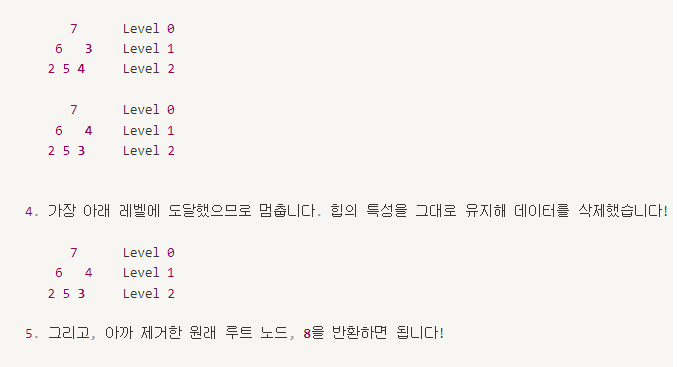 7 Level 0
6 3 Level 1
2 5 4 Level 2
7 Level 0
6 4 Level 1
2 5 3 Level 2
4. 가장 아래 레벨에 도달했으므로 멈춥니다. 힙의 특성을 그대로 유지해 데이터를 삭제했습니다!
7 Level 0
6 4 Level 1
2 5 3 Level 2
5. 그리고, 아까 제거한 원래 루트 노드, 8을 반환하면 됩니다!